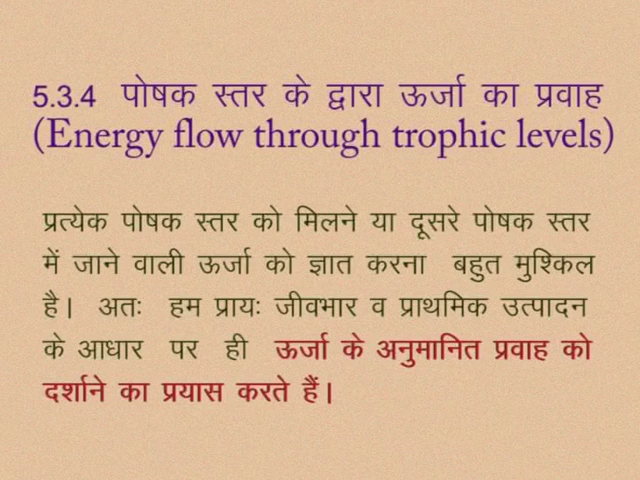 5.3.4 पोषक स्तर के द्वारा ऊर्जा का प्रवाह
(Energy flow through trophic levels)
प्रत्येक पोषक स्तर को मिलने या दूसरे पोषक स्तर
में जाने वाली ऊर्जा को ज्ञात करना बहुत मुश्किल
है। अतः हम प्रायः जीवभार व प्राथमिक उत्पादन
के आधार पर ही ऊर्जा के अनुमानित प्रवाह को
दर्शाने का प्रयास करते हैं।